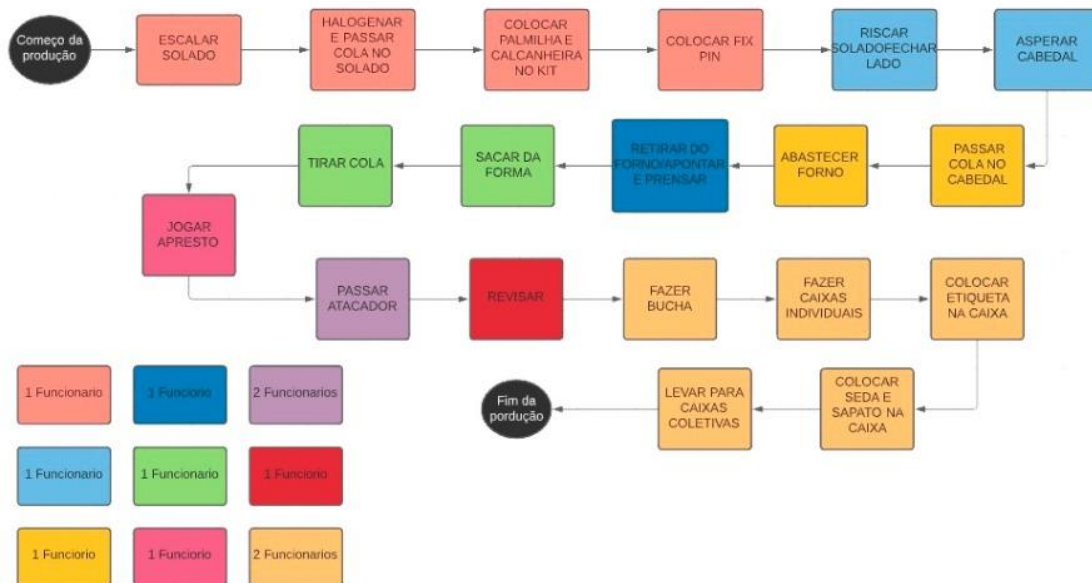 Começo da
produção
ESCALAR
SOLADO
HALOGENAR
E PASSAR
COLA NO
SOLADO
COLOCAR
PALMILHA E
CALCANHEIRA
NO KIT
COLOCAR FIX
PIN
RISCAR
SOLADOFECHAR
LADO
ASPERAR
CABEDAL
PASSAR
COLA NO
CABEDAL
ABASTECER
FORNO
RETIRAR DO
FORNO/APONTAR
E PRENSAR
SACAR DA
FORMA
TIRAR COLA
JOGAR
APRESTO
PASSAR
ATACADOR
REVISAR
FAZER
BUCHA
FAZER
CAIXAS
INDIVIDUAIS
COLOCAR
ETIQUETA
NA CAIXA
COLOCAR
SEDA E
SAPATO NA
CAIXA
LEVAR PARA
CAIXAS
COLETIVAS
Fim da
pordução
1 Funcionario
1 Funciorio
2 Funcionarios
1 Funcionario
1 Funcionario
1 Funciorio
1 Funciorio
1 Funciorio
2 Funcionarios